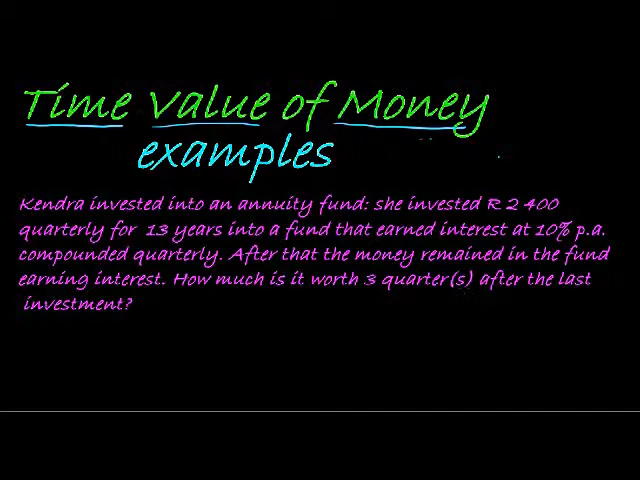 Time Value of Money
examples
Kendra invested into an annuity fund: she invested R 2 400
quarterly for 13 years into a fund that earned interest at 10% p.a.
compounded quarterly. After that the money remained in the fund
earning interest. How much is it worth 3 quarter(s) after the last
investment?